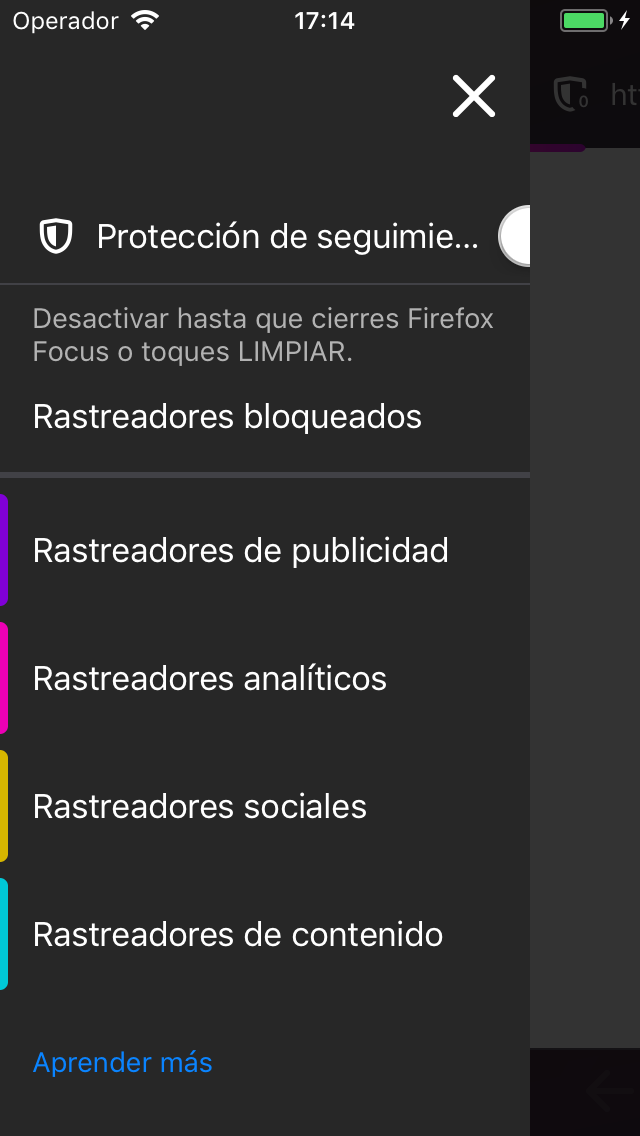 Operador
17:14
0
Protección de seguimie...
Desactivar hasta que cierres Firefox
Focus o toques LIMPIAR.
Rastreadores bloqueados
Rastreadores de publicidad
Rastreadores analíticos
Rastreadores sociales
Rastreadores de contenido
Aprender más